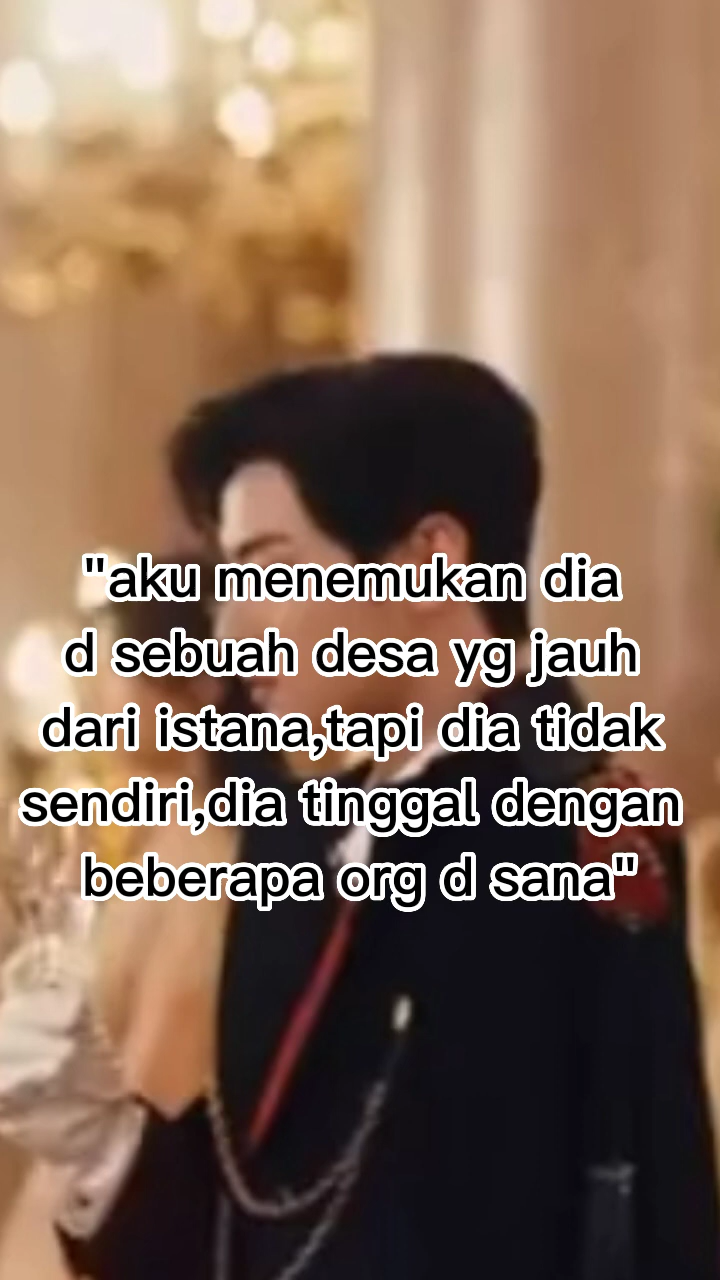 "aku menemukan dia
d sebuah desa yg jauh
dari istana,tapi dia tidak
sendiri,dia tinggal dengan
beberapa org d sana"